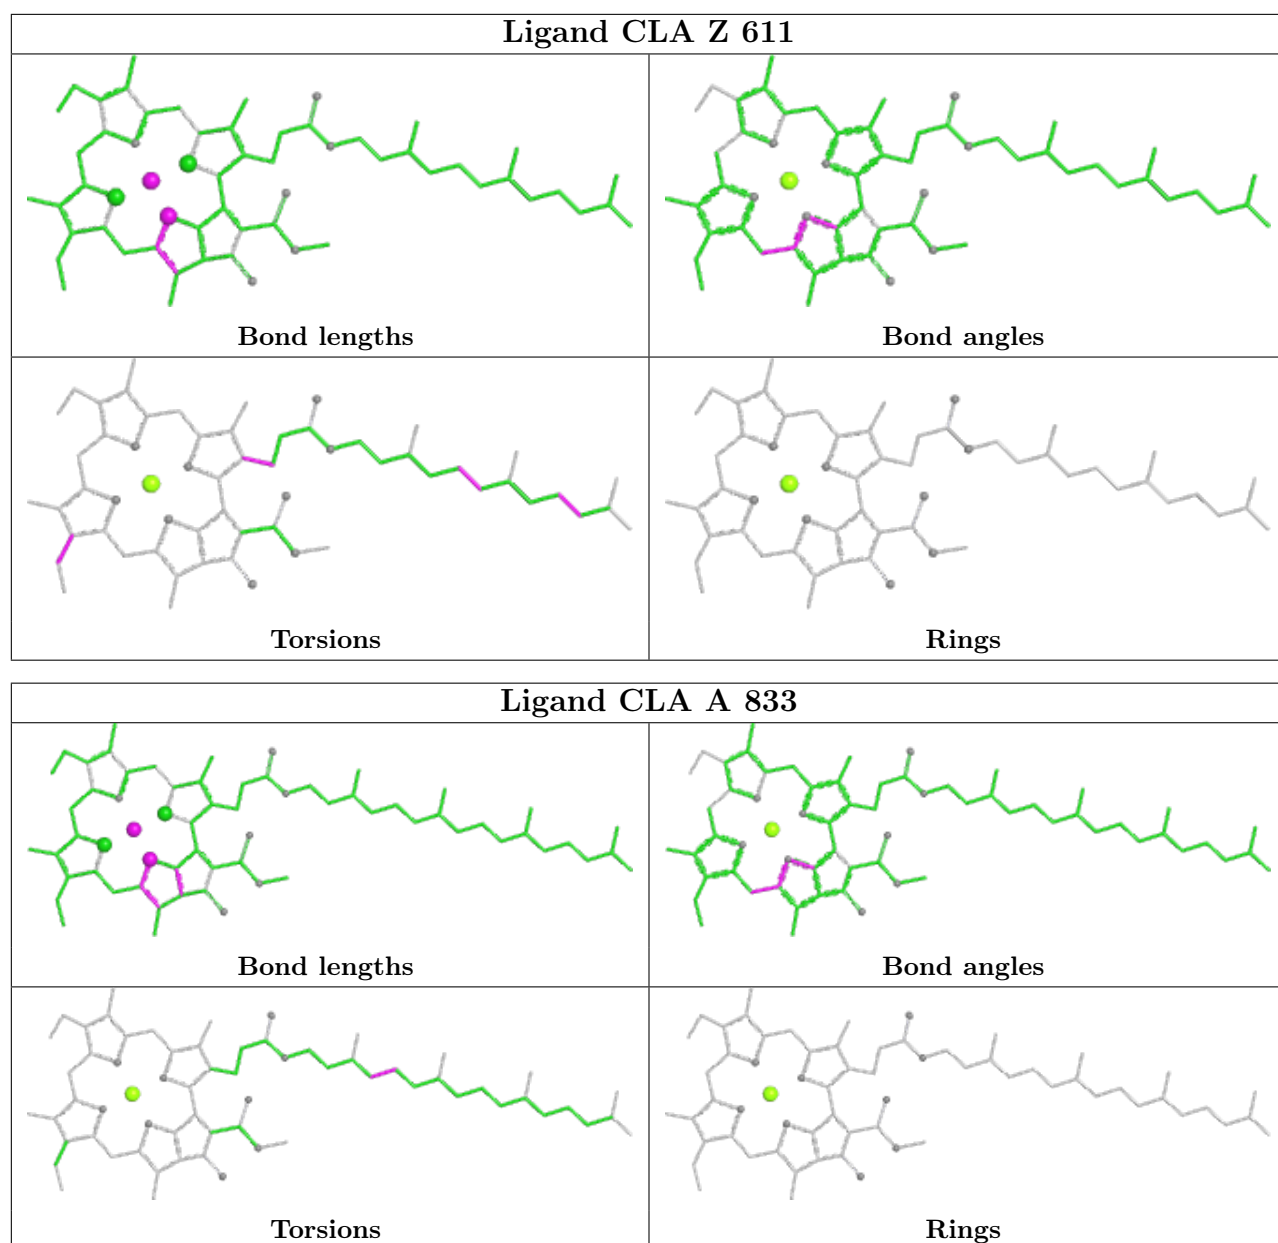 Ligand CLA Z 611
Bond lengths
Bond angles
Torsions
Rings
Ligand CLA A 833
Bond lengths
Bond angles
Torsions
Rings